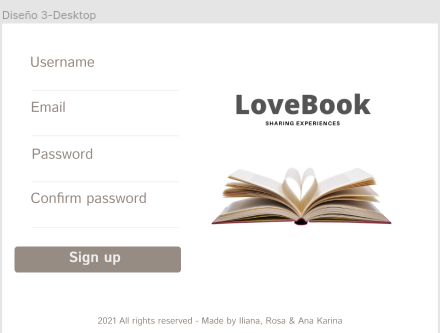 Diseño 3-Desktop
Username
Email
Password
Confirm password
Sign up
LoveBook
SHARING EXPERIENCES
2021 All rights reserved - Made by Iliana, Rosa & Ana Karina